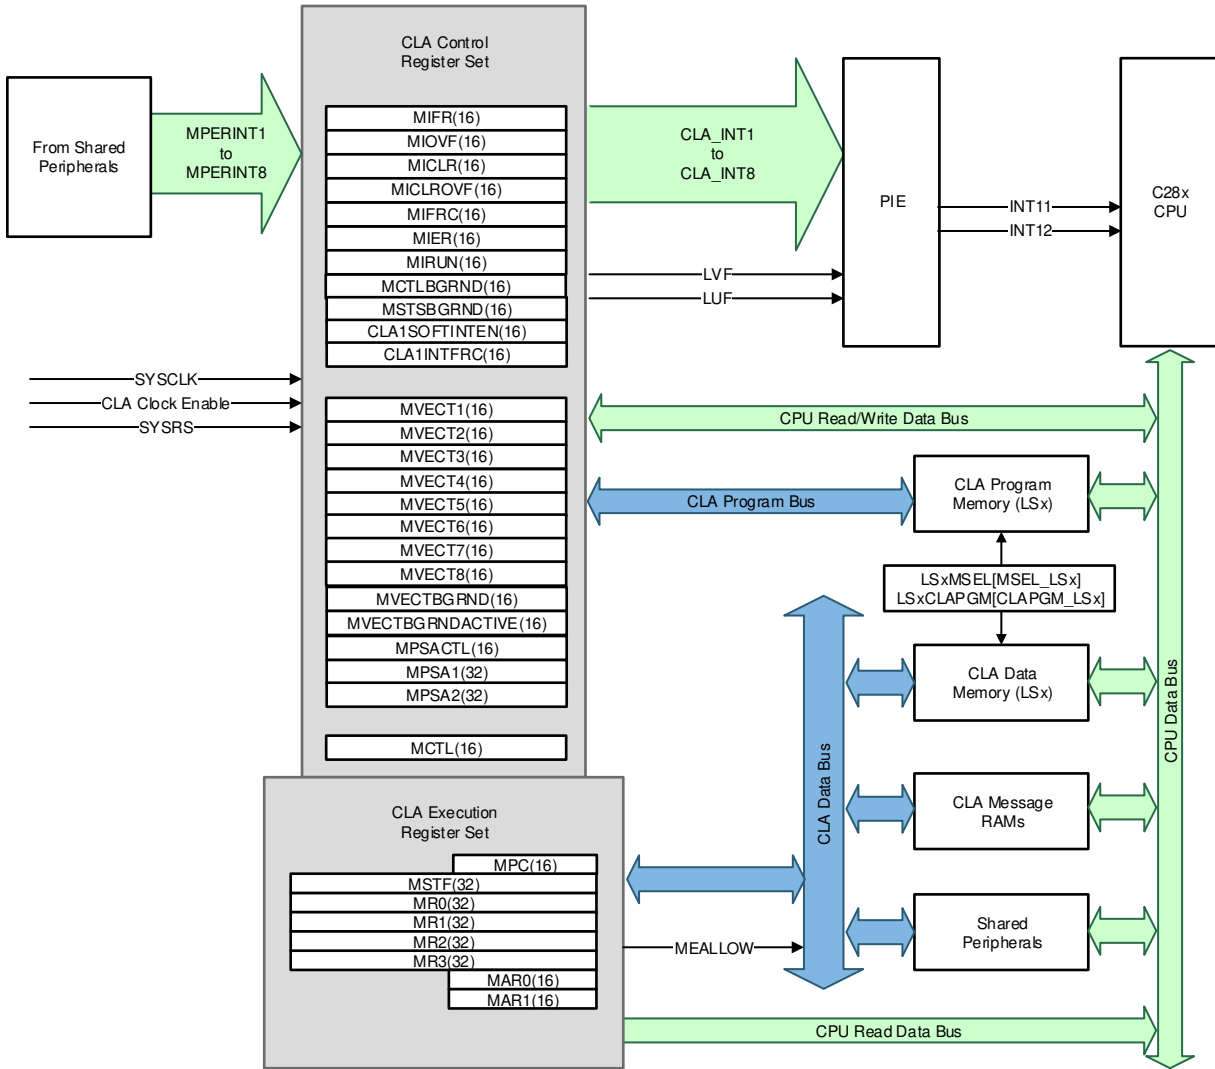 CLA Control
Register Set
From Shared
Peripherals
MPERINT1
to
MPERINT8
MIFR(16)
MIOVF(16)
MICLR(16)
MICLROVF(16)
MIFRC(16)
MIER(16)
MIRUN(16)
MCTLBGRND(16)
MSTSBGRND(16)
CLA1SOFTINTEN(16)
CLA1INTFRC(16)
CLA_INT1
to
CLA_INT8
LVF
LUF
PIE
INT11
INT12
C28x
CPU
SYSCLK
CLA Clock Enable
SYSRS
MVECT1(16)
MVECT2(16)
MVECT3(16)
MVECT4(16)
MVECT5(16)
MVECT6(16)
MVECT7(16)
MVECT8(16)
MVECTBGRND(16)
MVECTBGRNDACTIVE(16)
MPSACTL(16)
MPSA1(32)
MPSA2(32)
MCTL(16)
CPU Read/Write Data Bus
CLA Program Bus
CLA Program
Memory (LSx)
LSxMSEL[MSEL_LSx]
LSxCLAPGM[CLAPGM_LSx]
CLA Data
Memory (LSx)
CLA Message
RAMs
Shared
Peripherals
CLA Data Bus
CPU Data Bus
CLA Execution
Register Set
MPC(16)
MSTF(32)
MR0(32)
MR1(32)
MR2(32)
MR3(32)
MAR0(16)
MAR1(16)
MEALLOW
CPU Read Data Bus